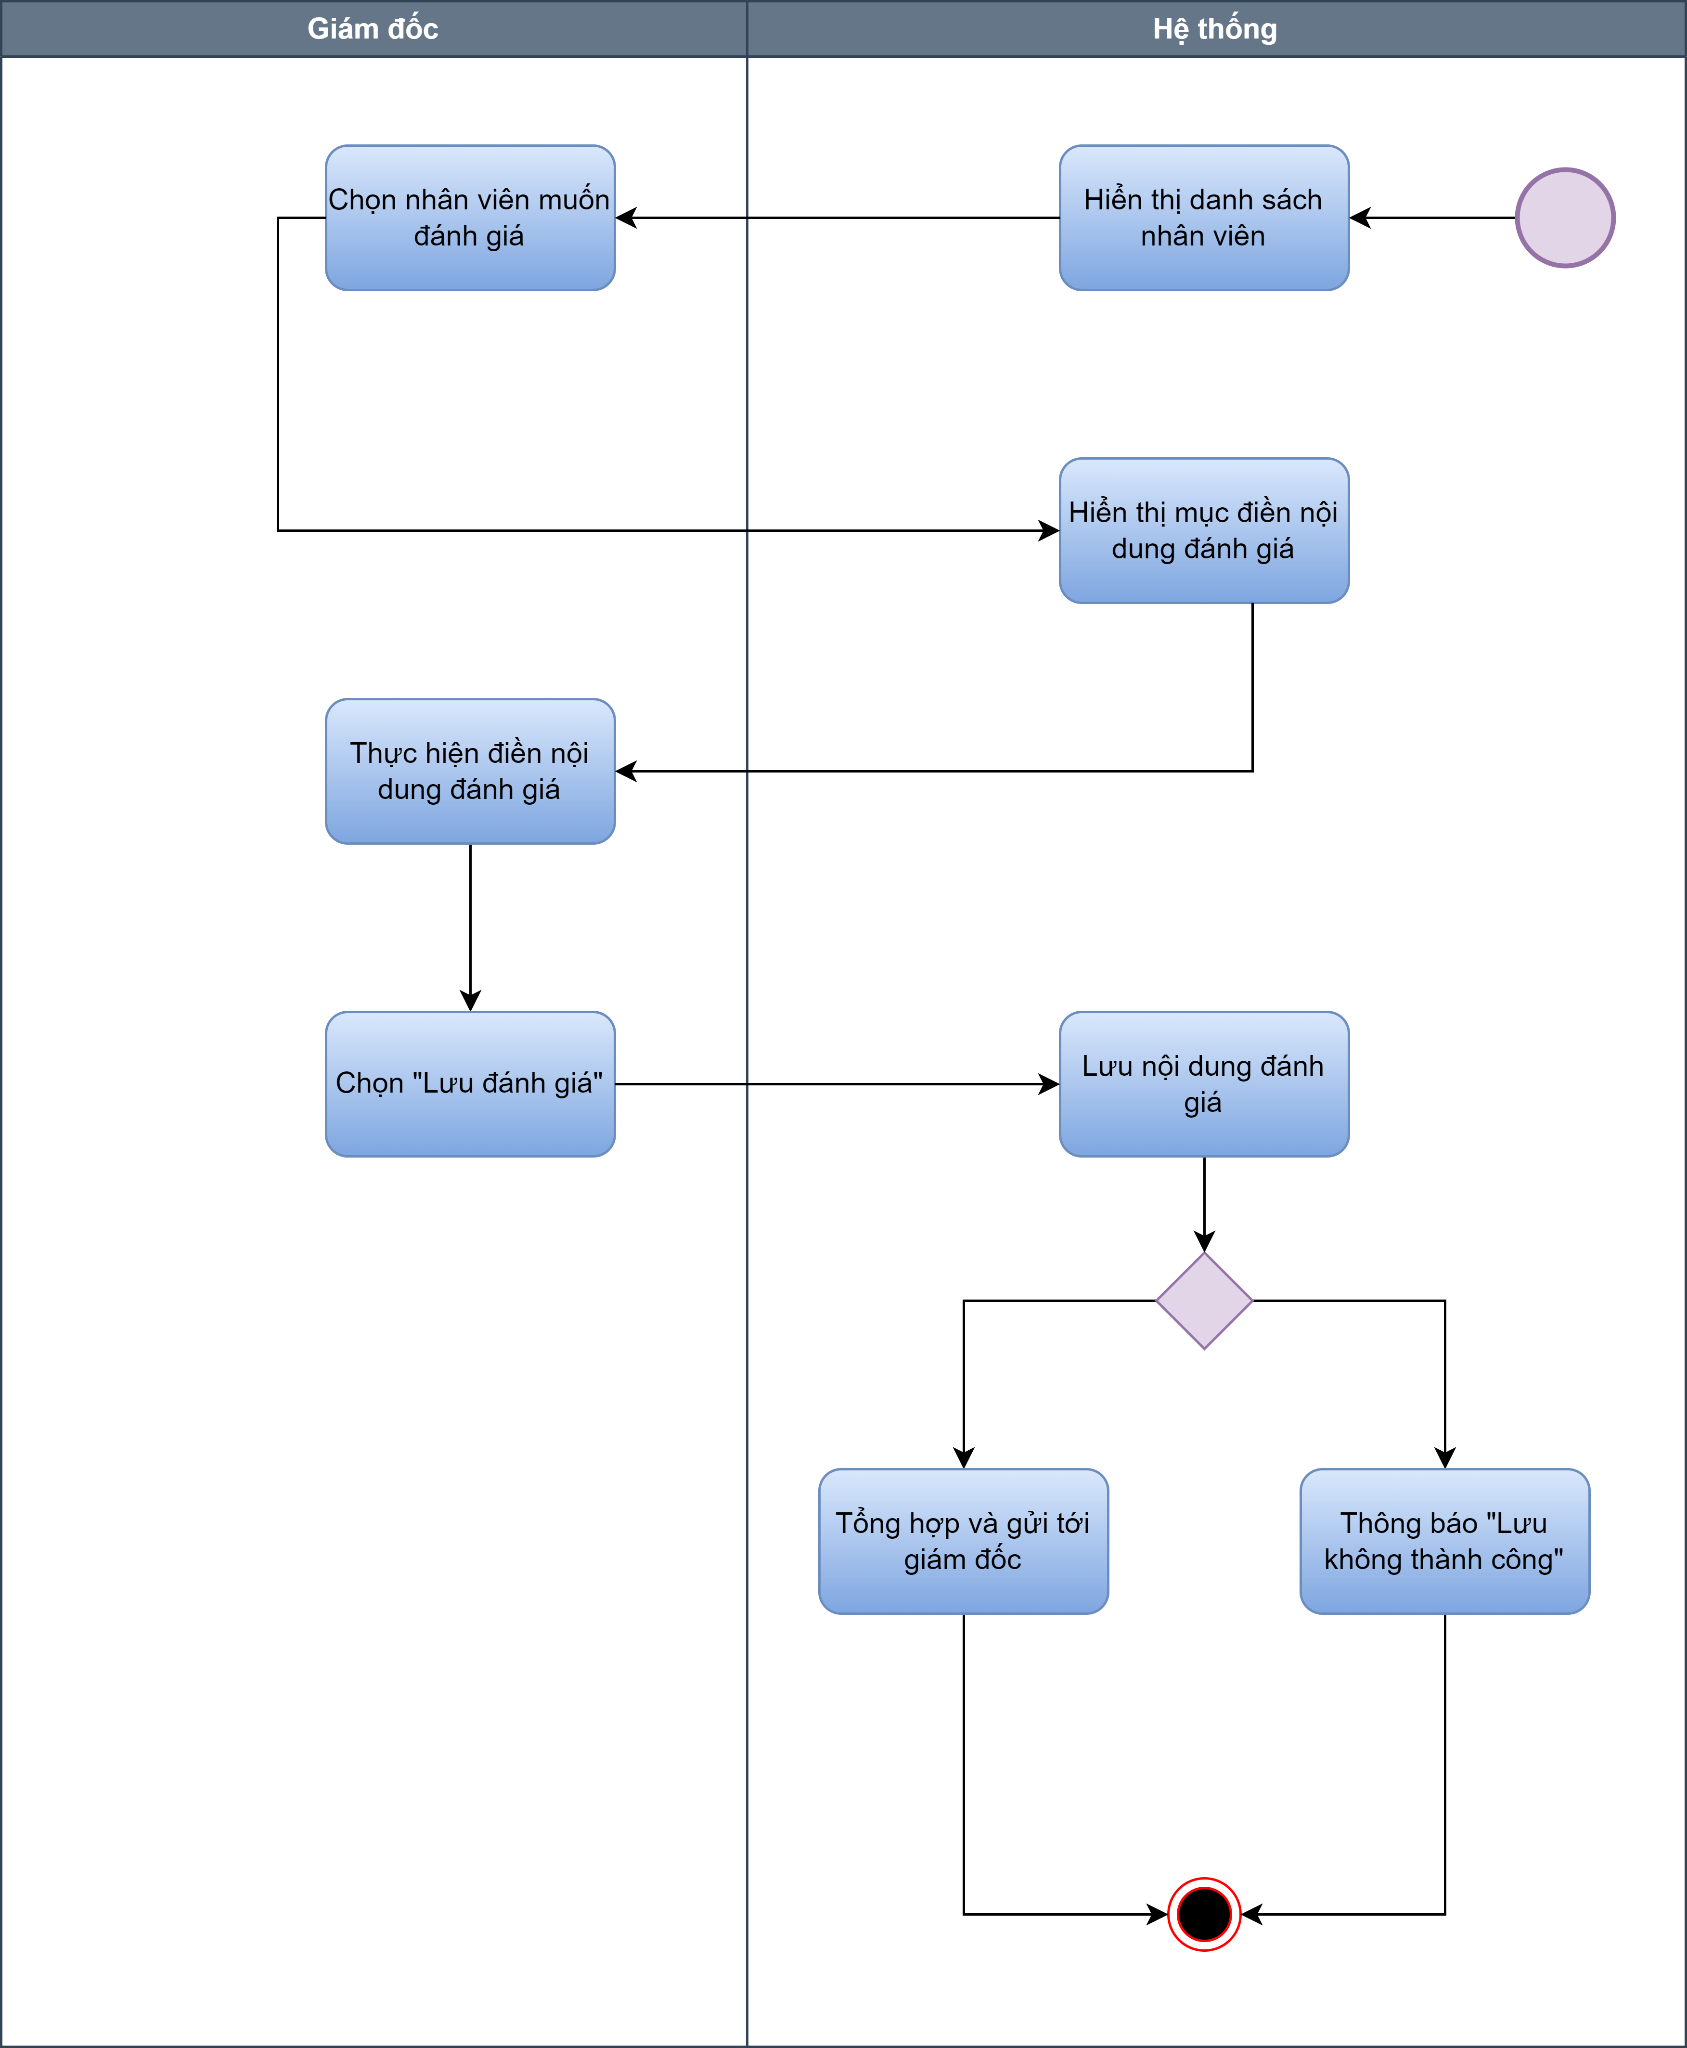 Giám đốc
Hệ thống
Chọn nhân viên muốn
đánh giá
Hiển thị danh sách
nhân viên
Hiển thị mục điền nội
dung đánh giá
Thực hiện điền nội
dung đánh giá
Chọn "Lưu đánh giá"
Lưu nội dung đánh
giá
Tổng hợp và gửi tới
giám đốc
Thông báo "Lưu
không thành công"